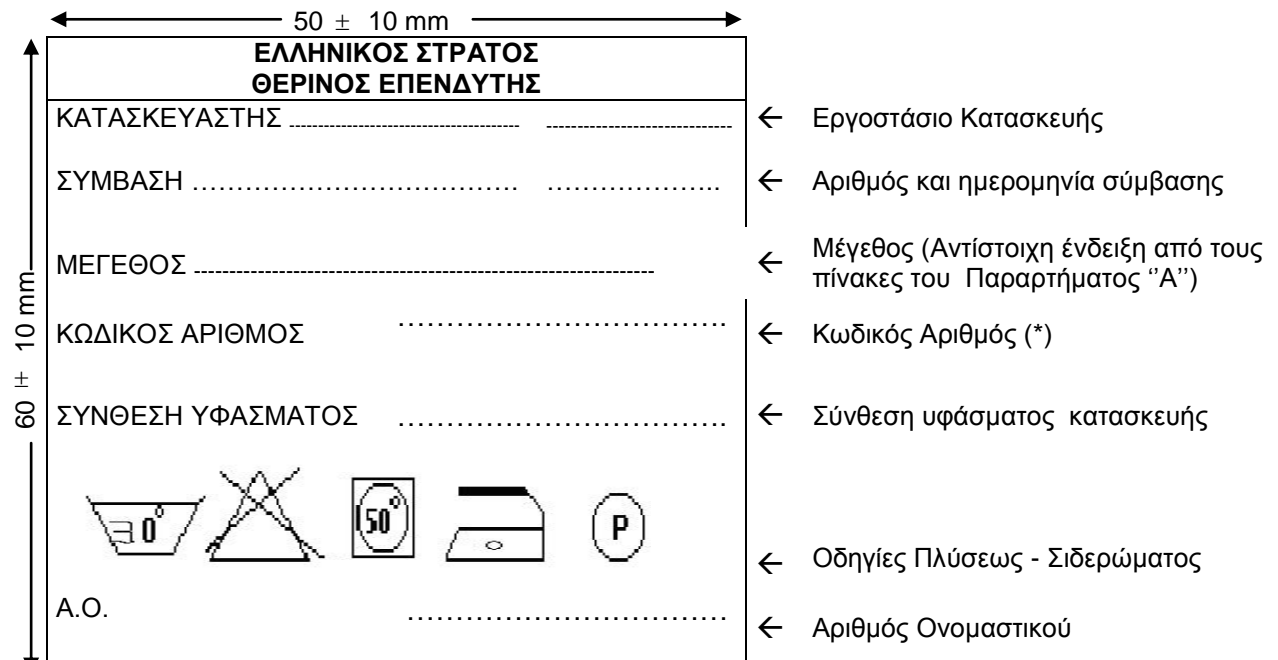 50 ± 10 mm
ΕΛΛΗΝΙΚΟΣ ΣΤΡΑΤΟΣ
ΘΕΡΙΝΟΣ ΕΠΕΝΔΥΤΗΣ
ΚΑΤΑΣΚΕΥΑΣΤΗΣ ---------------------------------------- -------------------------------- ← Εργοστάσιο Κατασκευής
ΣΥΜΒΑΣΗ ………………………………. ……………….. ← Αριθμός και ημερομηνία σύμβασης
ΜΕΓΕΘΟΣ ---------------------------------------------------------------- ← Μέγεθος (Αντίστοιχη ένδειξη από τους
πίνακες του Παραρτήματος ‘’Α’’)
ΚΩΔΙΚΟΣ ΑΡΙΘΜΟΣ ……………………………. ← Κωδικός Αριθμός (*)
60 ± 10 mm
ΣΥΝΘΕΣΗ ΥΦΑΣΜΑΤΟΣ ……………………………. ← Σύνθεση υφάσματος κατασκευής
P
← Οδηγίες Πλύσεως - Σιδερώματος
Α.Ο. …………………………… ← Αριθμός Ονομαστικού